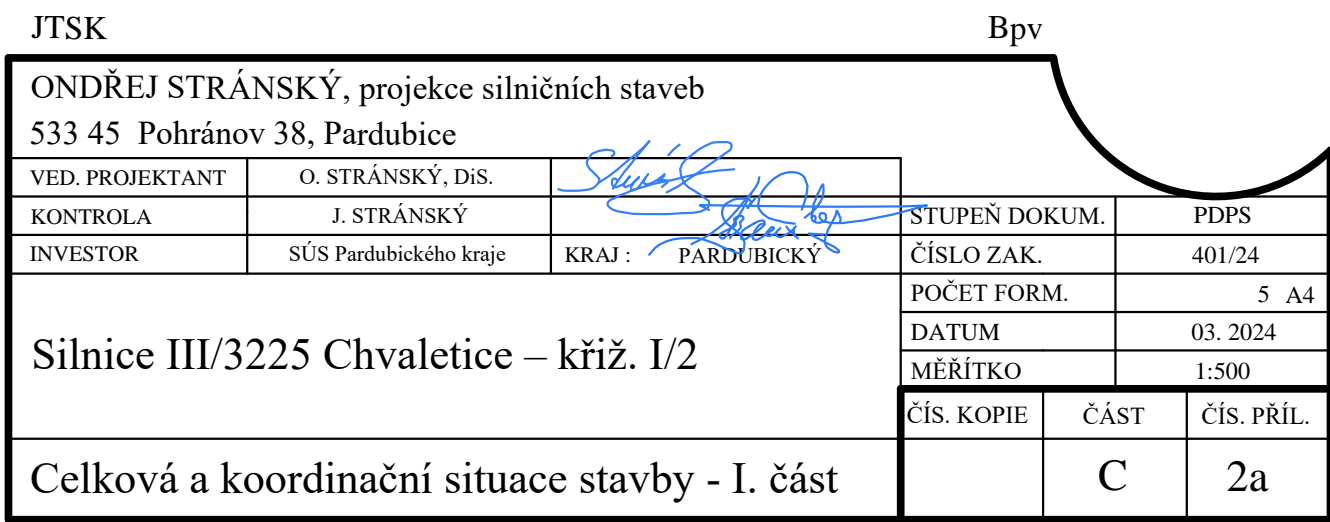 JTSK Bpv
ONDŘEJ STRÁNSKÝ, projekce silničních staveb
533 45 Pohránov 38, Pardubice
VED. PROJEKTANT O. STRÁNSKÝ, DiS.
KONTROLA J. STRÁNSKÝ STUPEŇ DOKUM. PDPS
INVESTOR SÚS Pardubického kraje KRAJ : PARDUBICKÝ ČÍSLO ZAK. 401/24
POČET FORM. 5 A4
DATUM 03. 2024
Silnice III/3225 Chvaletice – křiž. I/2
MĚŘÍTKO 1:500
ČÍS. KOPIE ČÁST ČÍS. PŘÍL.
Celková a koordinační situace stavby - I. část C 2a